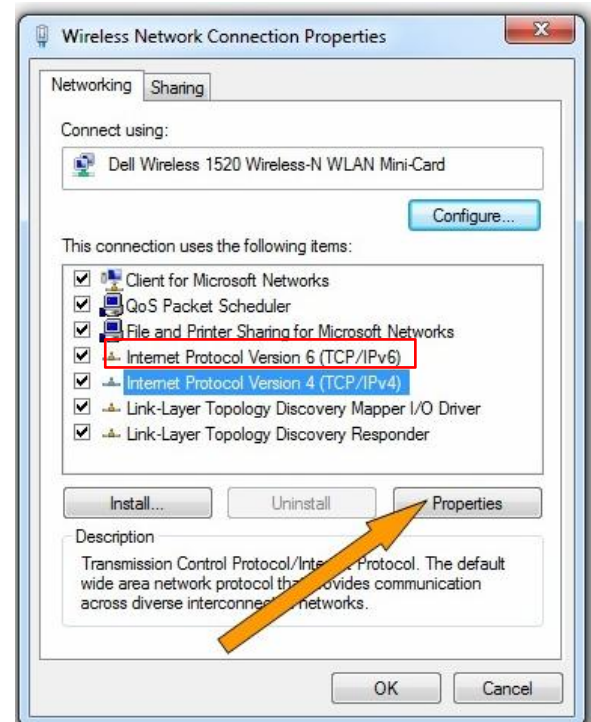 Wireless Network Connection Properties
X
Networking Sharing
Connect using:
Dell Wireless 1520 Wireless-N WLAN Mini-Card
Configure...
This connection uses the following items:
Client for Microsoft Networks
QoS Packet Scheduler
File and Printer Sharing for Microsoft Networks
Internet Protocol Version 6 (TCP/IPv6)
Internet Protocol Version 4 (TCP/IPv4)
Link-Layer Topology Discovery Mapper I/O Driver
Link-Layer Topology Discovery Responder
Install... Uninstall Properties
Description
Transmission Control Protocol/Internet Protocol. The default
wide area network protocol that provides communication
across diverse interconnected networks.
OK Cancel